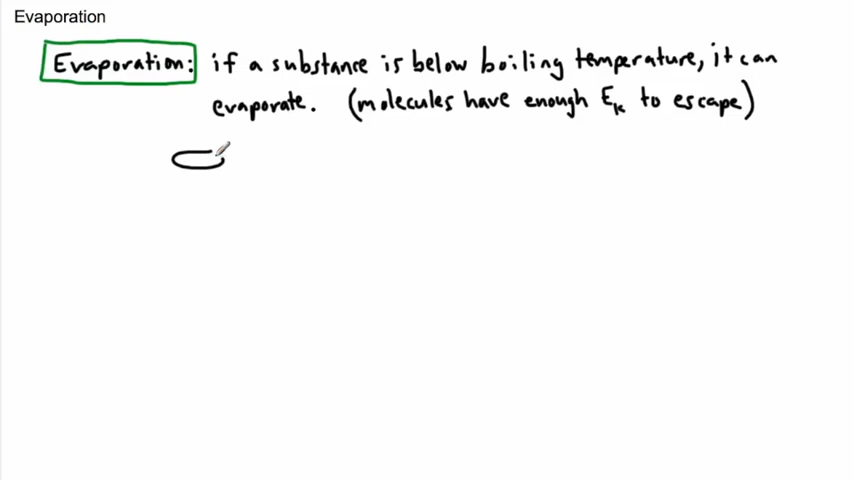 Evaporation
Evaporation: if a substance is below boiling temperature, it can
evaporate. (molecules have enough Ek to escape)